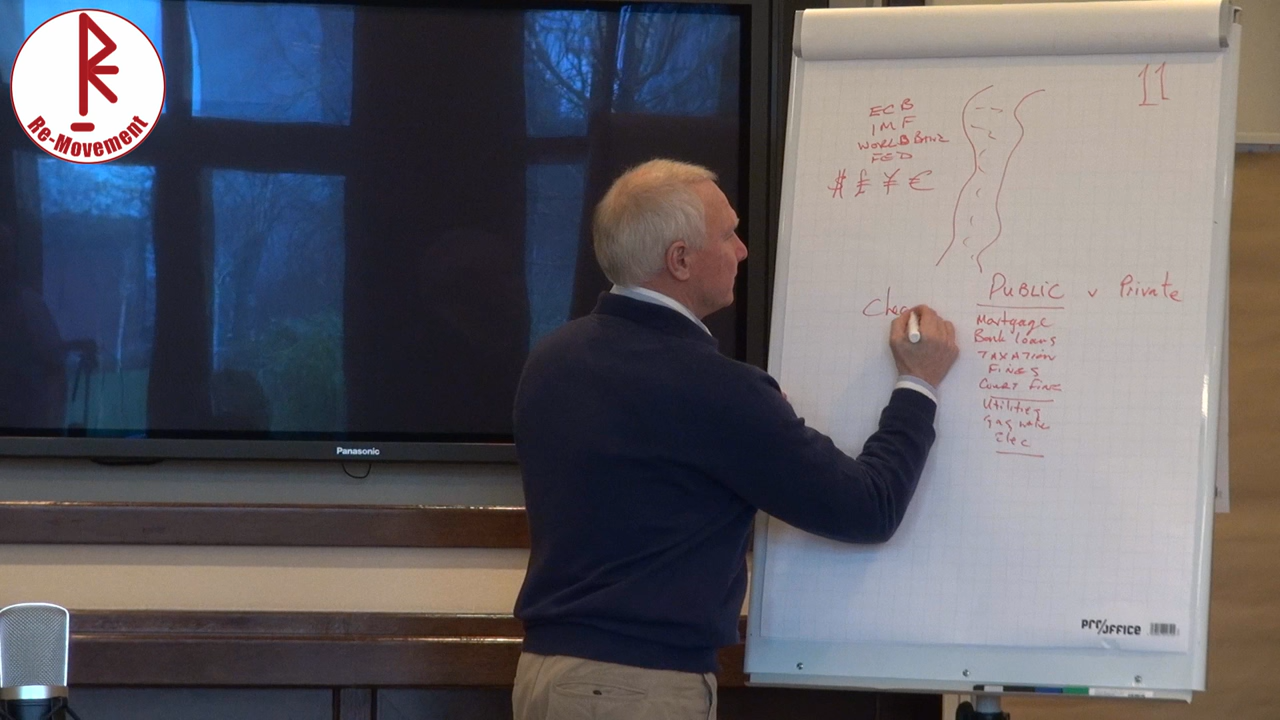 Re-Movement
Panasonic
11
ECB
IMF
WORLD BANK
FED
$ £ ¥ €
PUBLIC v Private
Chec
Mortgage
Bank loans
TAXATION
FINES
COURT FINE
Utilities
Gas water
Elec
PRO/OFFICE